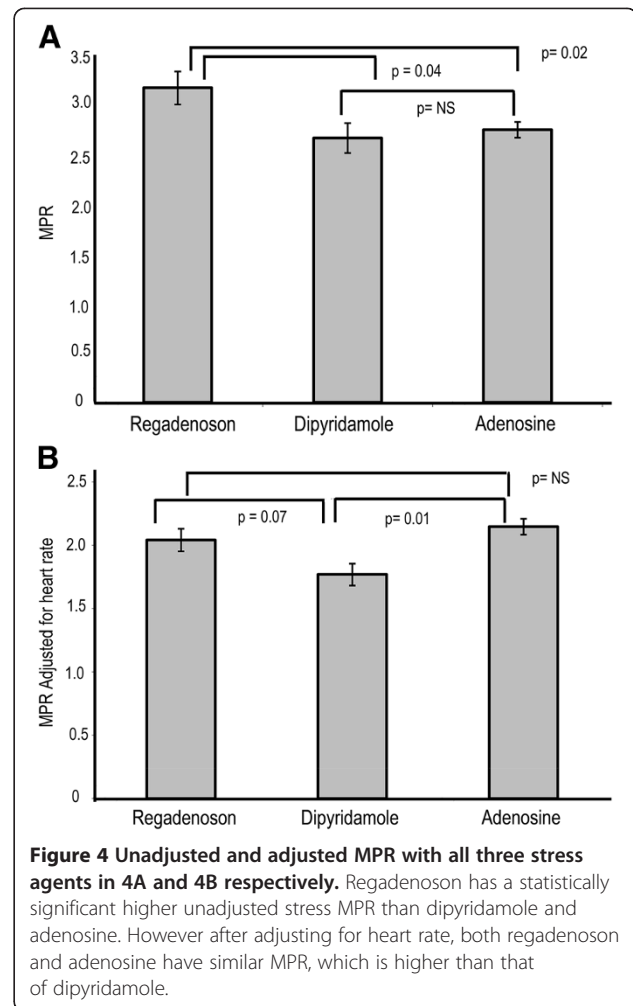 A
3.5
p= 0.02
p = 0.04
3.0
p= NS
2.5
MPR
2.0
1.5
1.0
0.5
0
Regadenoson Dipyridamole Adenosine
B
2.5
p= NS
p = 0.07 p= 0.01
2.0
MPR Adjusted for heart rate
1.5
1.0
0.5
0
Regadenoson Dipyridamole Adenosine
Figure 4 Unadjusted and adjusted MPR with all three stress
agents in 4A and 4B respectively. Regadenoson has a statistically
significant higher unadjusted stress MPR than dipyridamole and
adenosine. However after adjusting for heart rate, both regadenoson
and adenosine have similar MPR, which is higher than that
of dipyridamole.